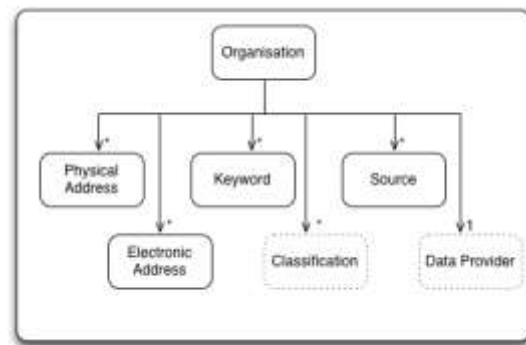 Organisation
*
*
*
Physical
Address
Keyword
Source
*
*
1
Electronic
Address
Classification
Data Provider